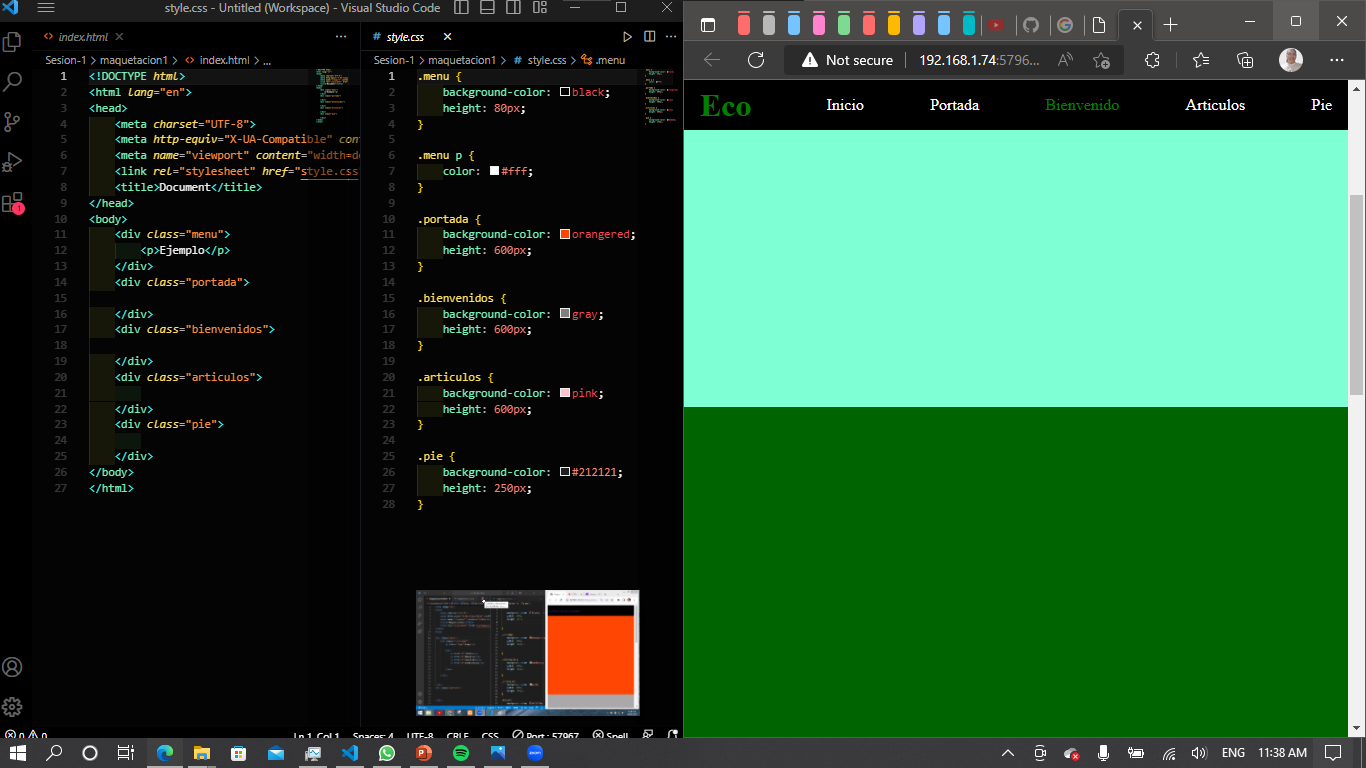 style.css - Untitled (Workspace) - Visual Studio Code
index.html
Sesion-1 > maquetacion1 > index.html > ...
1 <!DOCTYPE html>
2 <html lang="en">
3 <head>
4 <meta charset="UTF-8">
5 <meta http-equiv="X-UA-Compatible" con
6 <meta name="viewport" content="width=de
7 <link rel="stylesheet" href="style.css
8 <title>Document</title>
9 </head>
10 <body>
11 <div class="menu">
12 <p>Ejemplo</p>
13 </div>
14 <div class="portada">
15
16 </div>
17 <div class="bienvenidos">
18
19 </div>
20 <div class="articulos">
21
22 </div>
23 <div class="pie">
24
25 </div>
26 </body>
27 </html>
# style.css
Sesion-1 > maquetacion1 > # style.css > .menu
1 .menu {
2 background-color: black;
3 height: 80px;
4 }
5
6 .menu p {
7 color: #fff;
8 }
9
10 .portada {
11 background-color: orangered;
12 height: 600px;
13 }
14
15 .bienvenidos {
16 background-color: gray;
17 height: 600px;
18 }
19
20 .articulos {
21 background-color: pink;
22 height: 600px;
23 }
24
25 .pie {
26 background-color: #212121;
27 height: 250px;
28 }
1
0 0 Ln 1, Col 1 Spaces: 4 UTF-8 CRLF CSS Port : 57967 Spell
Not secure 192.168.1.74:5796...
Eco Inicio Portada Bienvenido Articulos Pie
ENG 11:38 AM